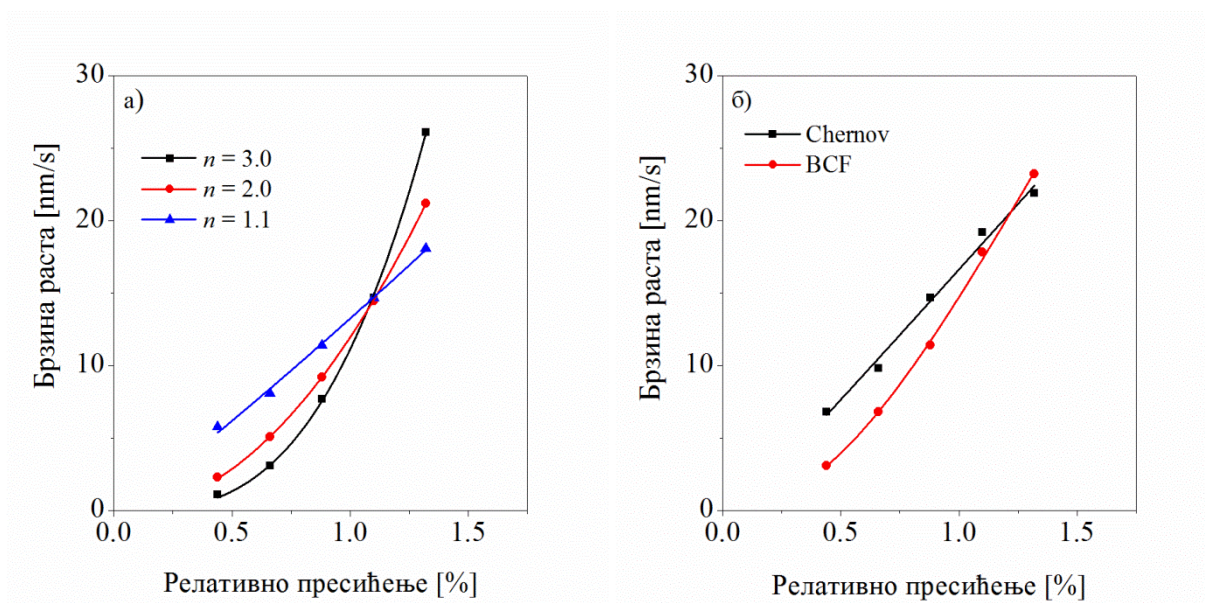 а)
n = 3.0
n = 2.0
n = 1.1
Брзина раста [nm/s]
30
20
10
0
0.0 0.5 1.0 1.5
Релативно пресићење [%]
б)
Chernov
BCF
Брзина раста [nm/s]
30
20
10
0
0.0 0.5 1.0 1.5
Релативно пресићење [%]